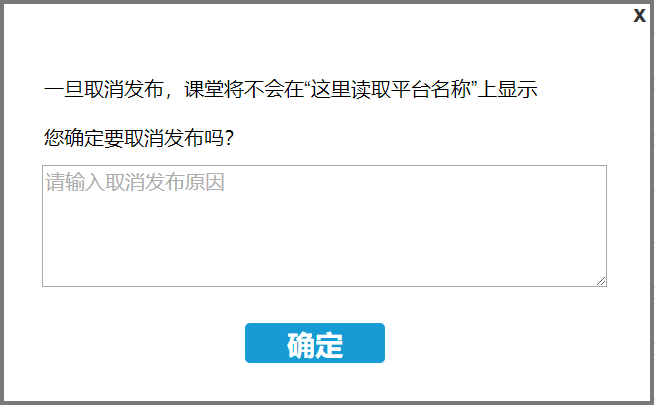 x
一旦取消发布，课堂将不会在“这里读取平台名称”上显示
您确定要取消发布吗？
请输入取消发布原因
确定